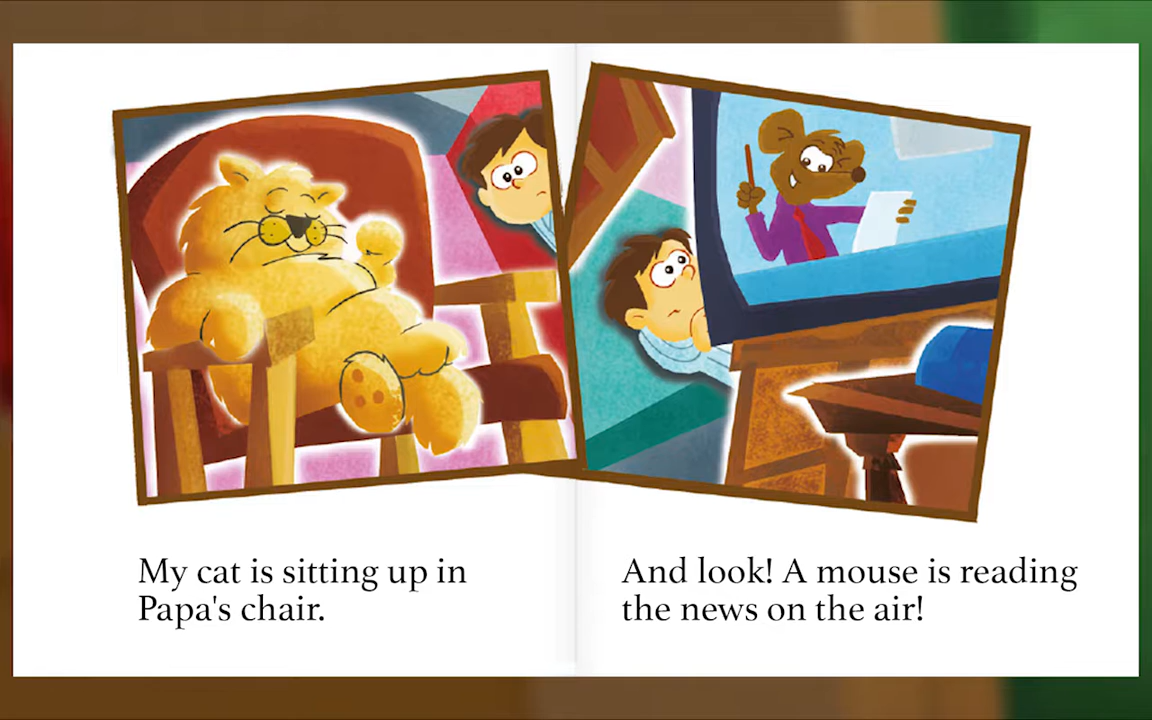 My cat is sitting up in
Papa's chair.
And look! A mouse is reading
the news on the air!